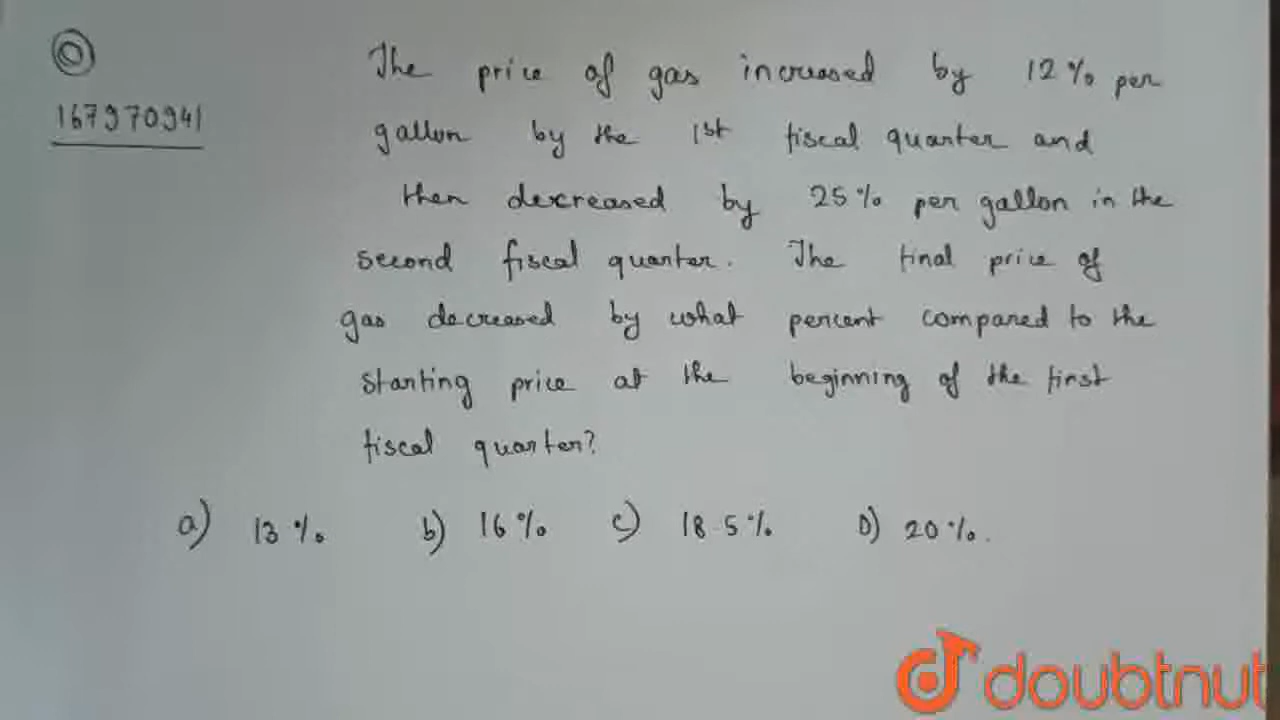 Q
167970941
The price of gas increased by 12% per
gallon by the 1st fiscal quarter and
then decreased by 25% per gallon in the
second fiscal quarter. The final price of
gas decreased by what percent compared to the
starting price at the beginning of the first
fiscal quarter?
a) 13% b) 16% c) 18.5% D) 20%.
doubtnut